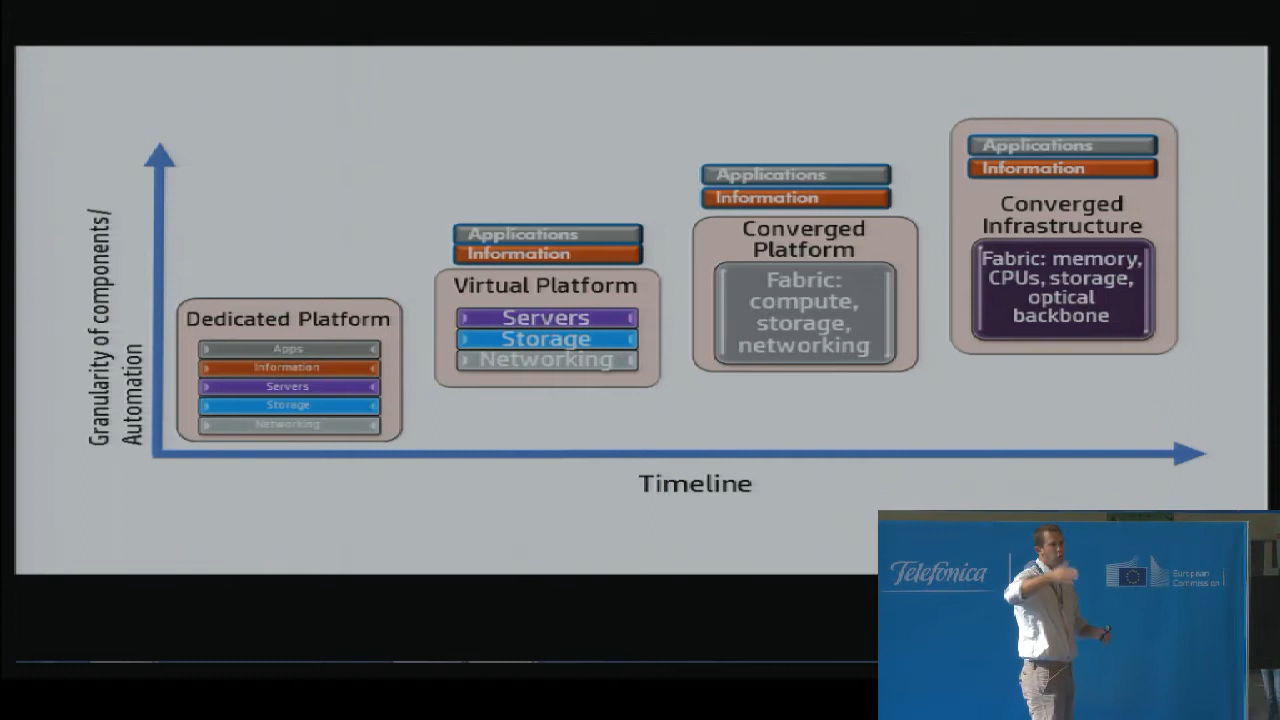 Granularity of components/
Automation
Dedicated Platform
Apps
Information
Servers
Storage
Networking
Applications
Information
Virtual Platform
Servers
Storage
Networking
Applications
Information
Converged
Platform
Fabric:
compute,
storage,
networking
Applications
Information
Converged
Infrastructure
Fabric: memory,
CPUs, storage,
optical
backbone
Timeline
Telefónica
European
Commission